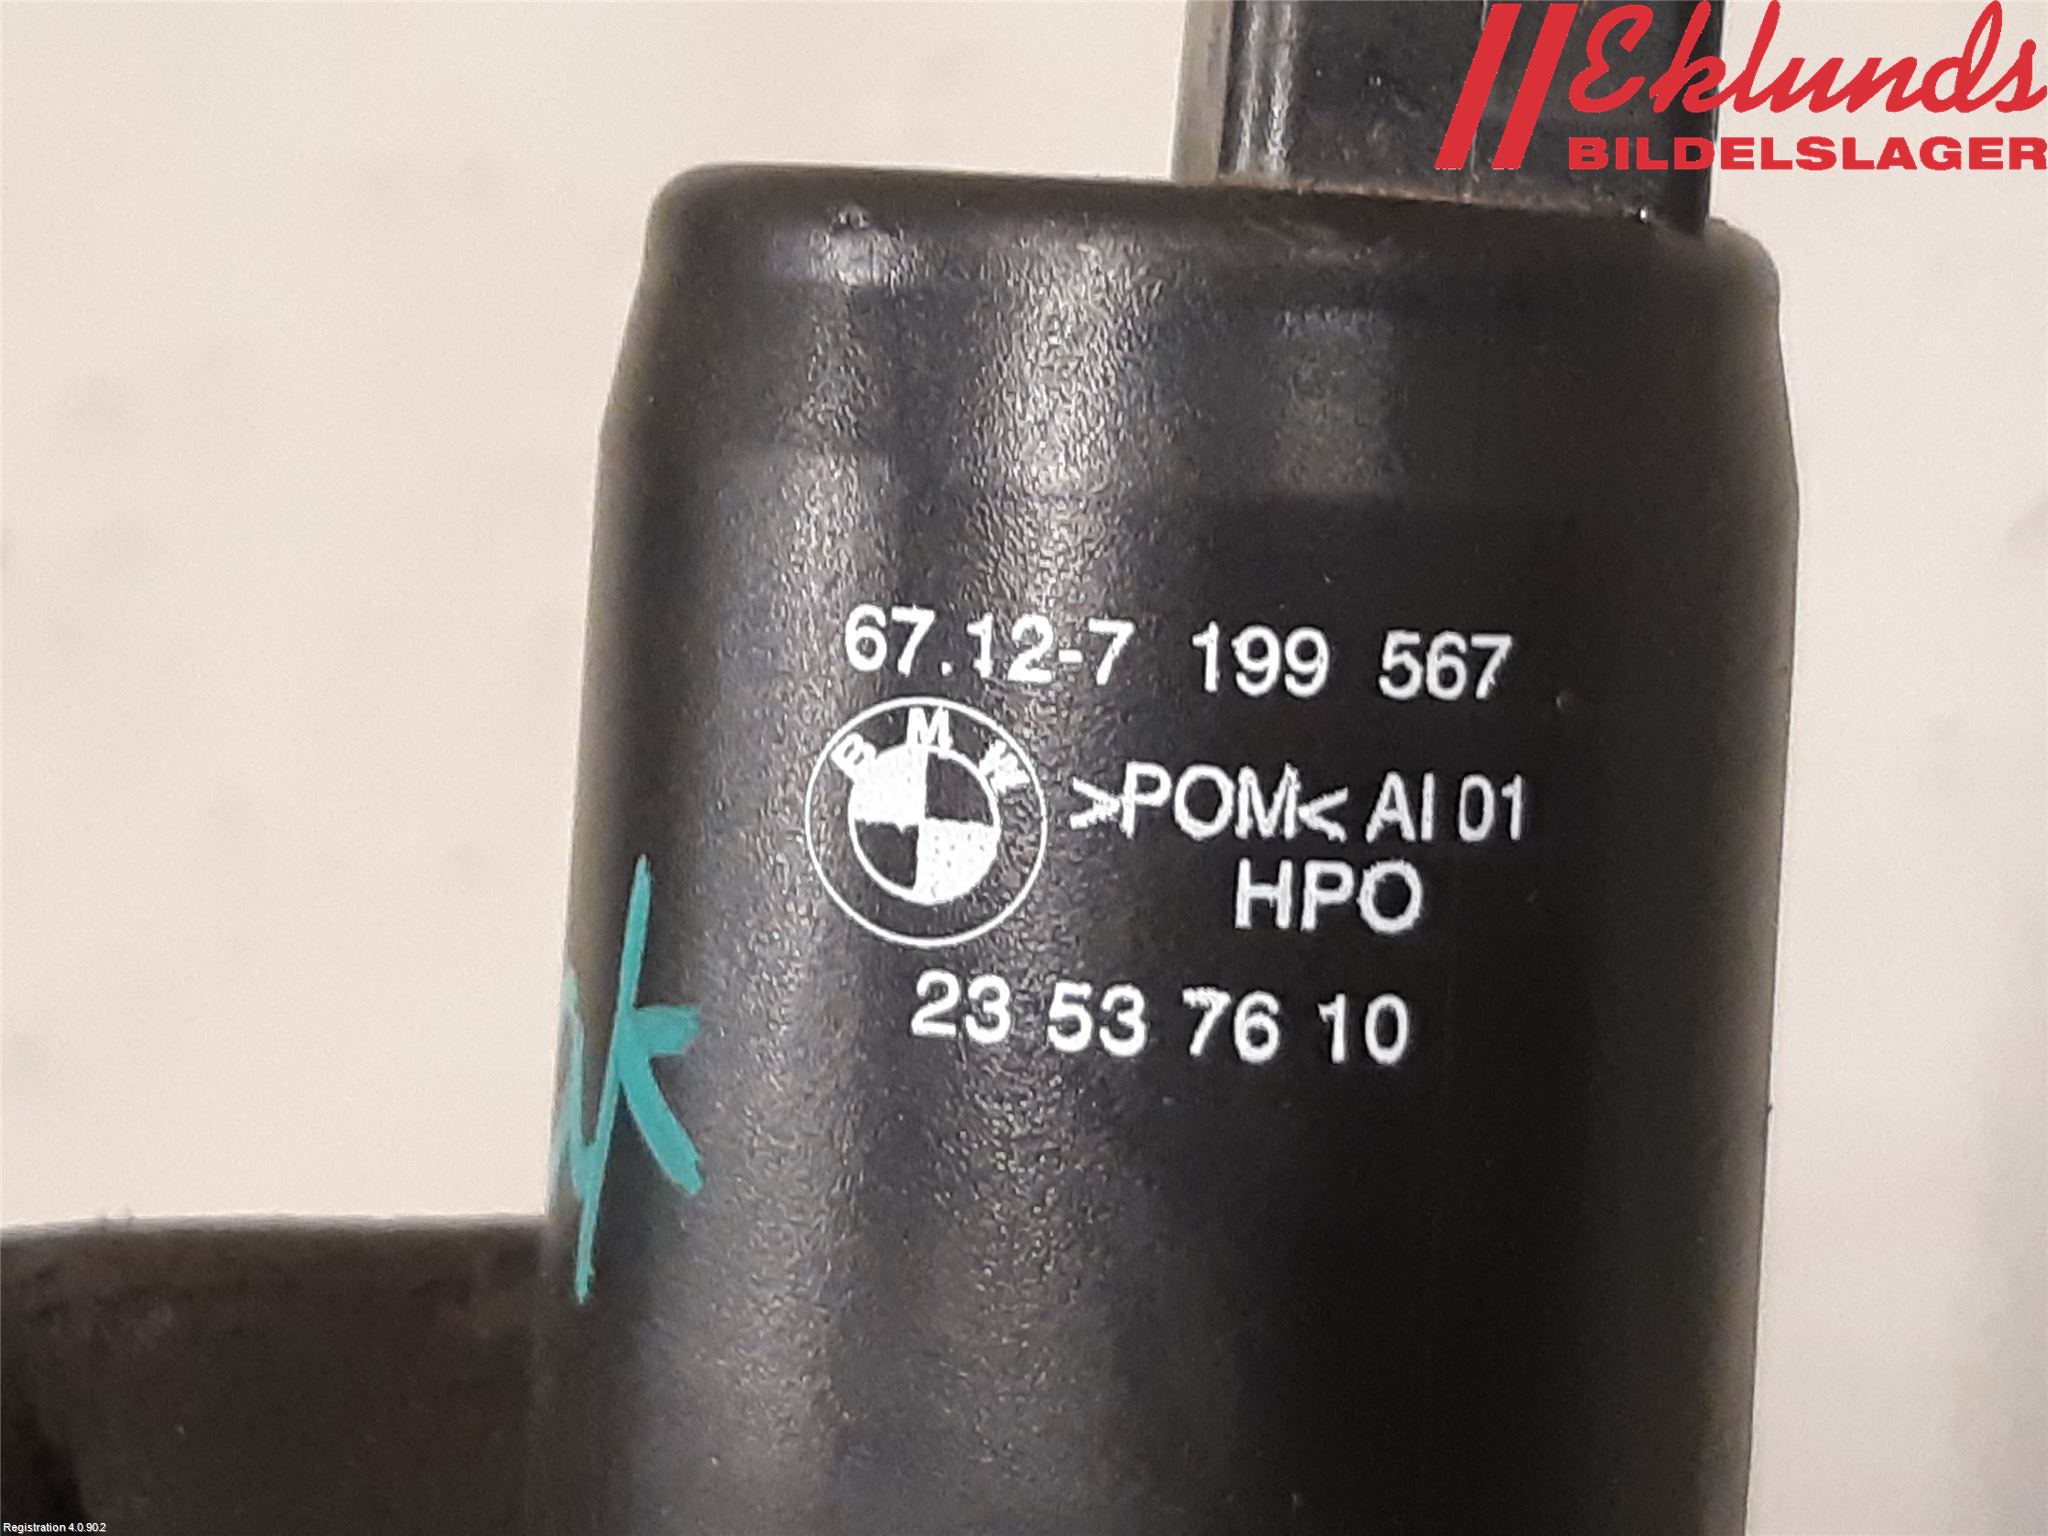 Eklunds
BILDELSLAGER
67.12-7 199 567
BMW
>POM< AI 01
HPO
23 53 76 10
Registration 4.0.90.2